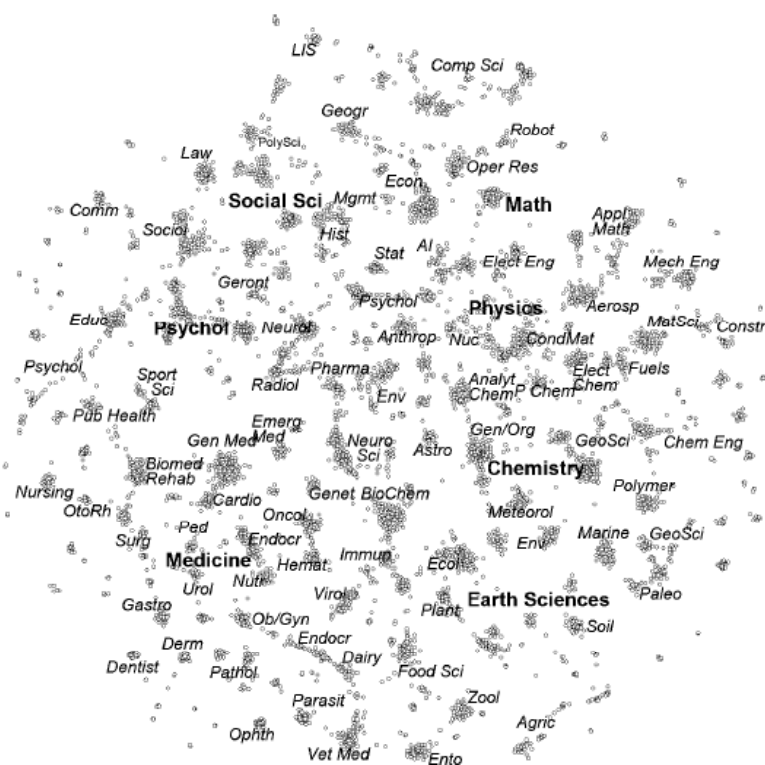 LIS
Comp Sci
Geogr
Robot
PolySci
Law
Oper Res
Econ
Social Sci
Mgmt
Math
Comm
Appl
Math
Sociol
Hist
AI
Stat
Elect Eng
Mech Eng
Geront
Psychol
Physics
Aerosp
Educ
Psychol
Neurol
Anthrop
Nuc
CondMat
MatSci
Constr
Psychol
Sport
Sci
Radiol
Pharma
Env
Analyt
Chem
P Chem
Elect
Chem
Fuels
Pub Health
Emerg
Med
Gen Med
Neuro
Sci
Astro
Gen/Org
GeoSci
Chem Eng
Biomed
Rehab
Chemistry
Nursing
OtoRh
Cardio
Genet
BioChem
Polymer
Oncol
Meteorol
Surg
Ped
Endocr
Env
Marine
GeoSci
Medicine
Hemat
Immun
Ecol
Urol
Nutr
Virol
Plant
Earth Sciences
Paleo
Gastro
Ob/Gyn
Soil
Derm
Endocr
Dentist
Pathol
Dairy
Food Sci
Parasit
Zool
Ophth
Agric
Vet Med
Ento